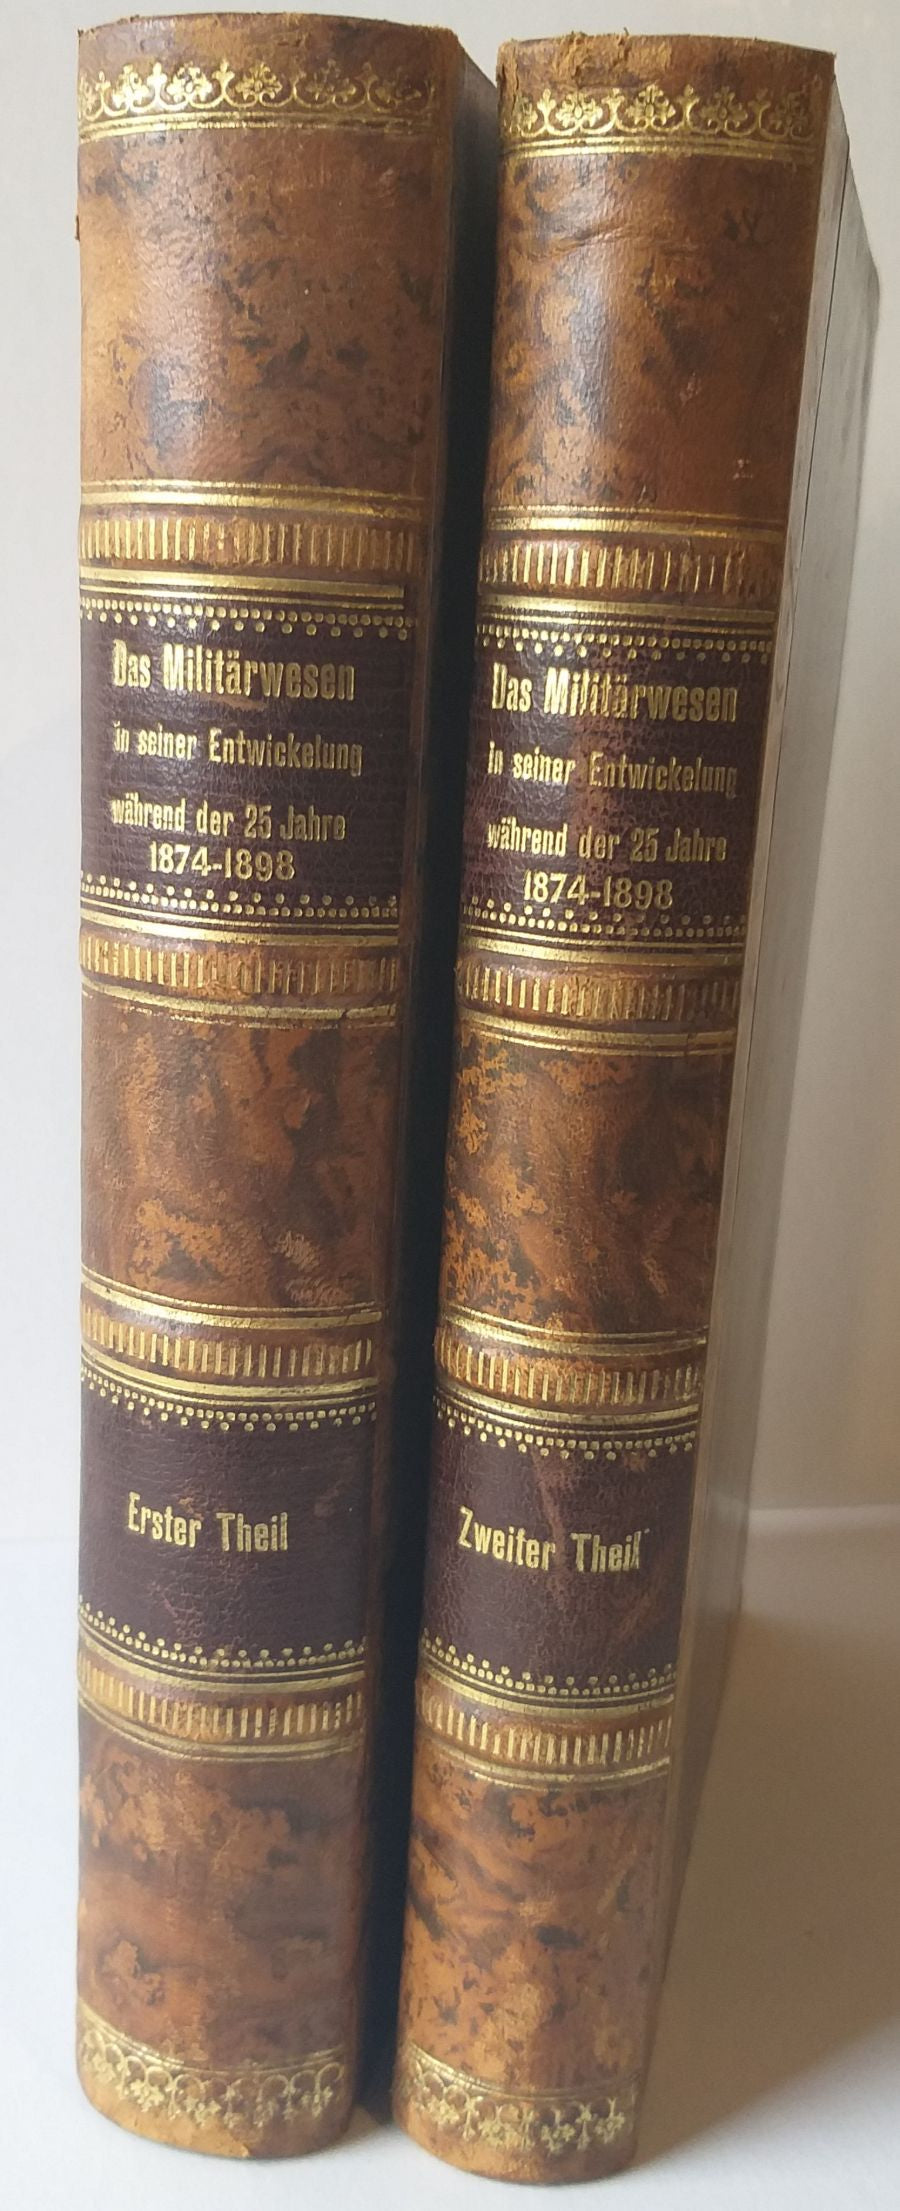 Das Militärwesen
in seiner Entwickelung
während der 25 Jahre
1874-1898
Erster Theil
Das Militärwesen
in seiner Entwickelung
während der 25 Jahre
1874-1898
Zweiter Theil